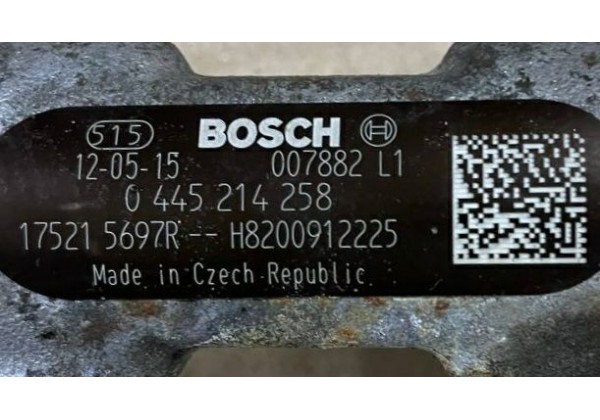 515 BOSCH
12-05-15 007882 L1
0 445 214 258
17521 5697R -- H8200912225
Made in Czech Republic